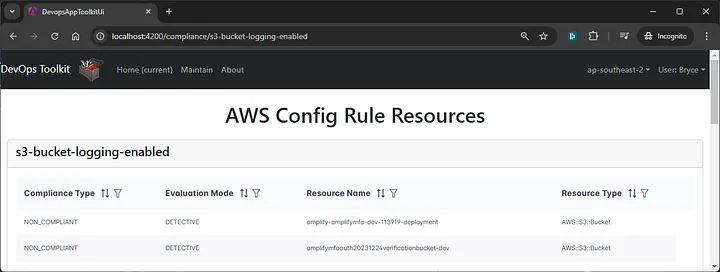 DevopsAppToolkitUi
localhost:4200/compliance/s3-bucket-logging-enabled
Incognito
DevOps Toolkit Home (current) Maintain About ap-southeast-2 User: Bryce
AWS Config Rule Resources
s3-bucket-logging-enabled
Compliance Type Evaluation Mode Resource Name Resource Type
NON_COMPLIANT DETECTIVE amplify-amplifymfa-dev-113919-deployment AWS::S3::Bucket
NON_COMPLIANT DETECTIVE amplifymfaauth20231224verificationbucket-dev AWS::S3::Bucket